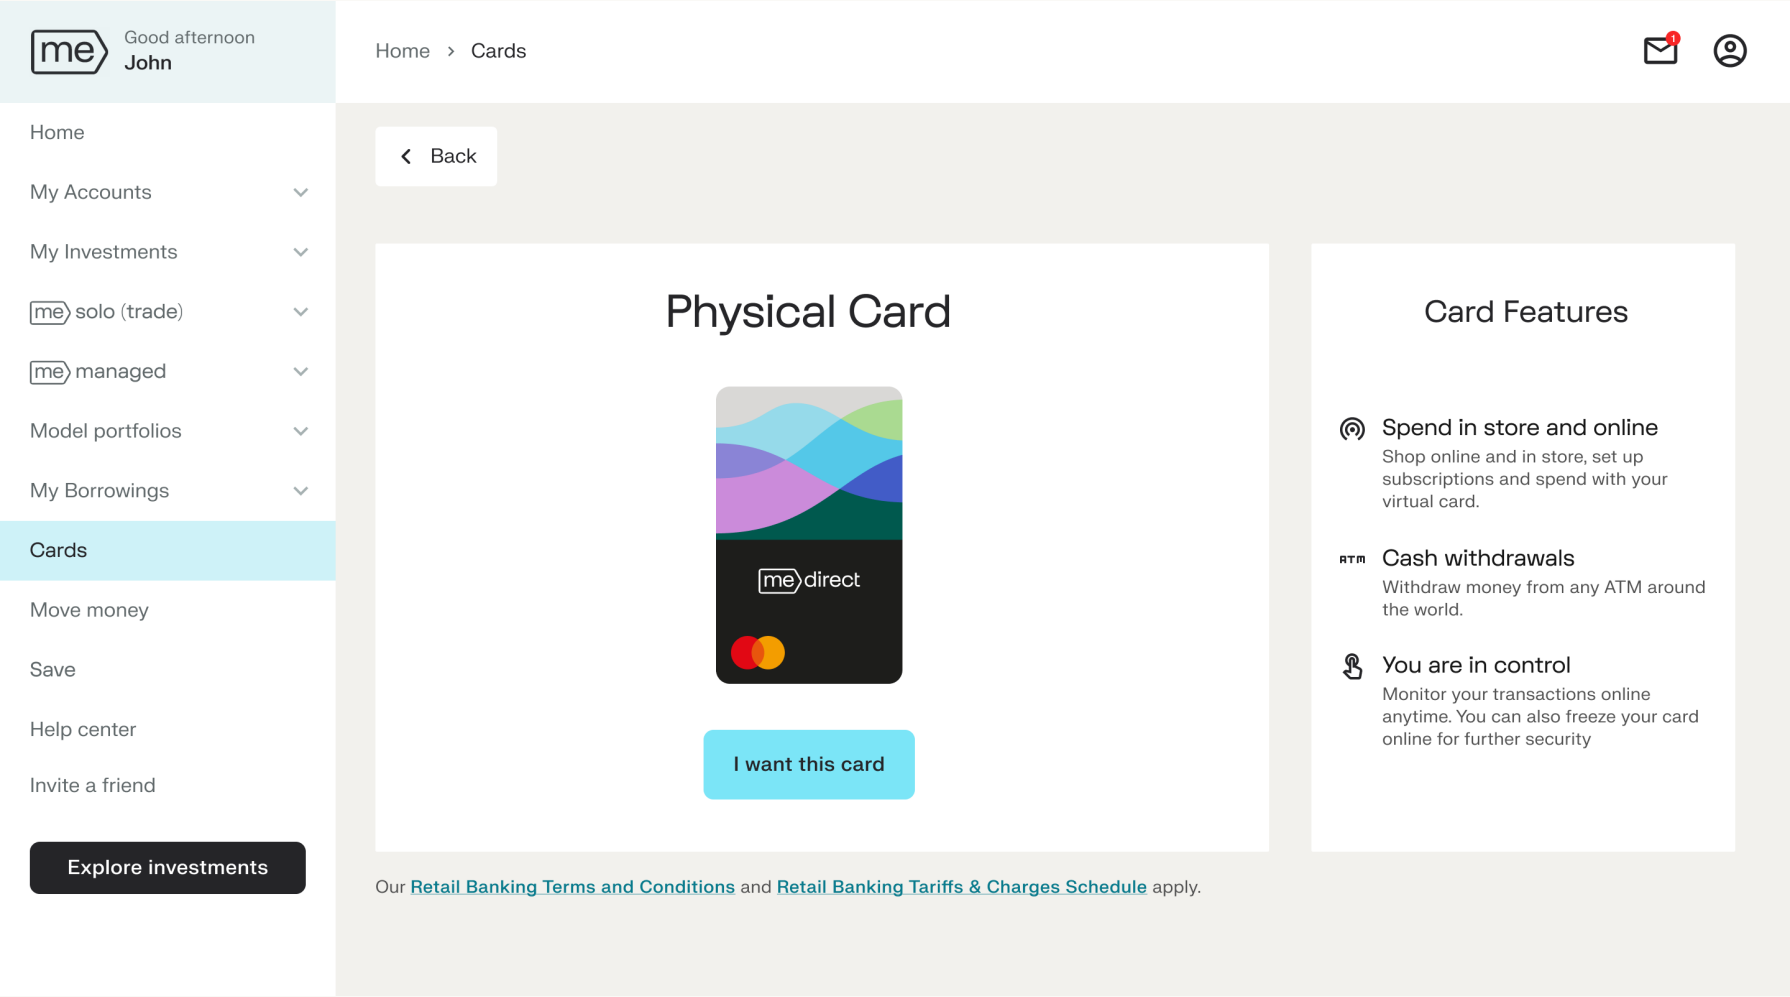 me
Good afternoon
John
Home > Cards
1
Home
My Accounts
My Investments
me solo (trade)
me managed
Model portfolios
My Borrowings
Cards
Move money
Save
Help center
Invite a friend
Explore investments
Back
Physical Card
me direct
I want this card
Card Features
Spend in store and online
Shop online and in store, set up
subscriptions and spend with your
virtual card.
ATM
Cash withdrawals
Withdraw money from any ATM around
the world.
You are in control
Monitor your transactions online
anytime. You can also freeze your card
online for further security
Our Retail Banking Terms and Conditions and Retail Banking Tariffs & Charges Schedule apply.